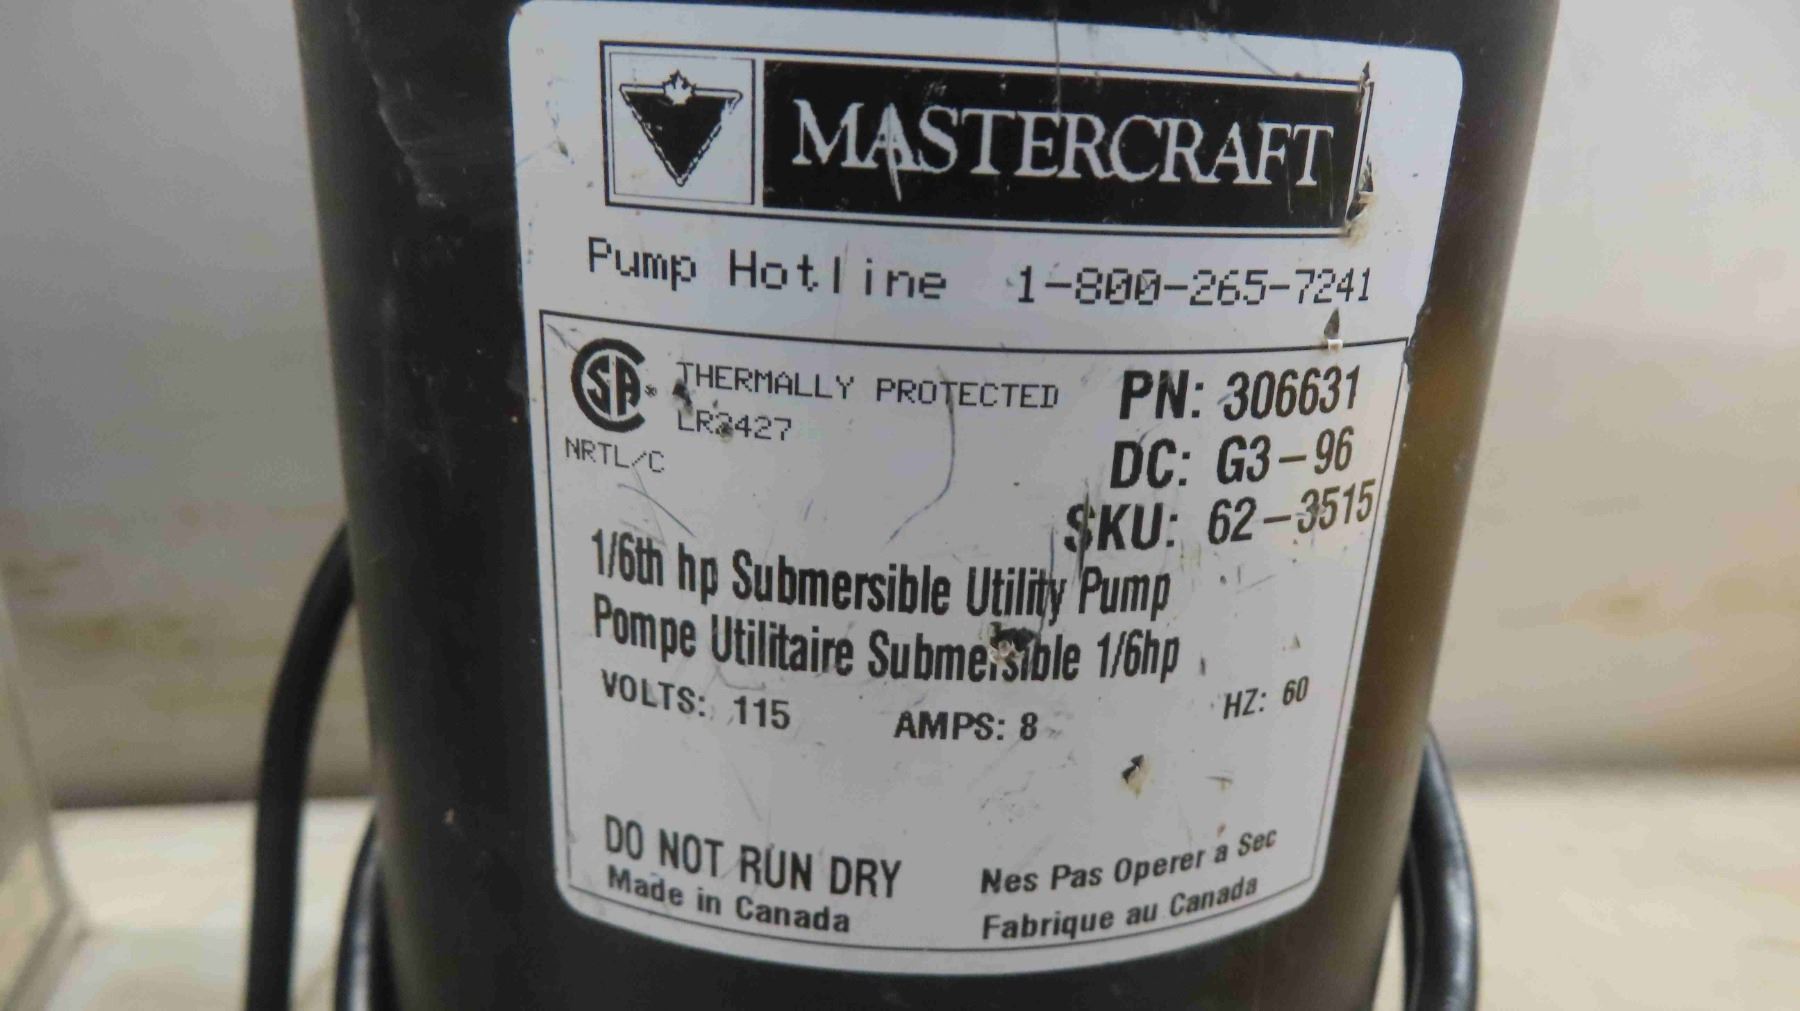 MASTERCRAFT
Pump Hotline 1-800-265-7241
CSA® THERMALLY PROTECTED
LR2427
NRTL/C
PN: 306631
DC: G3-96
SKU: 62-3515
1/6th hp Submersible Utility Pump
Pompe Utilitaire Submersible 1/6hp
VOLTS: 115 AMPS: 8 HZ: 60
DO NOT RUN DRY Nes Pas Operer a Sec
Made in Canada Fabrique au Canada